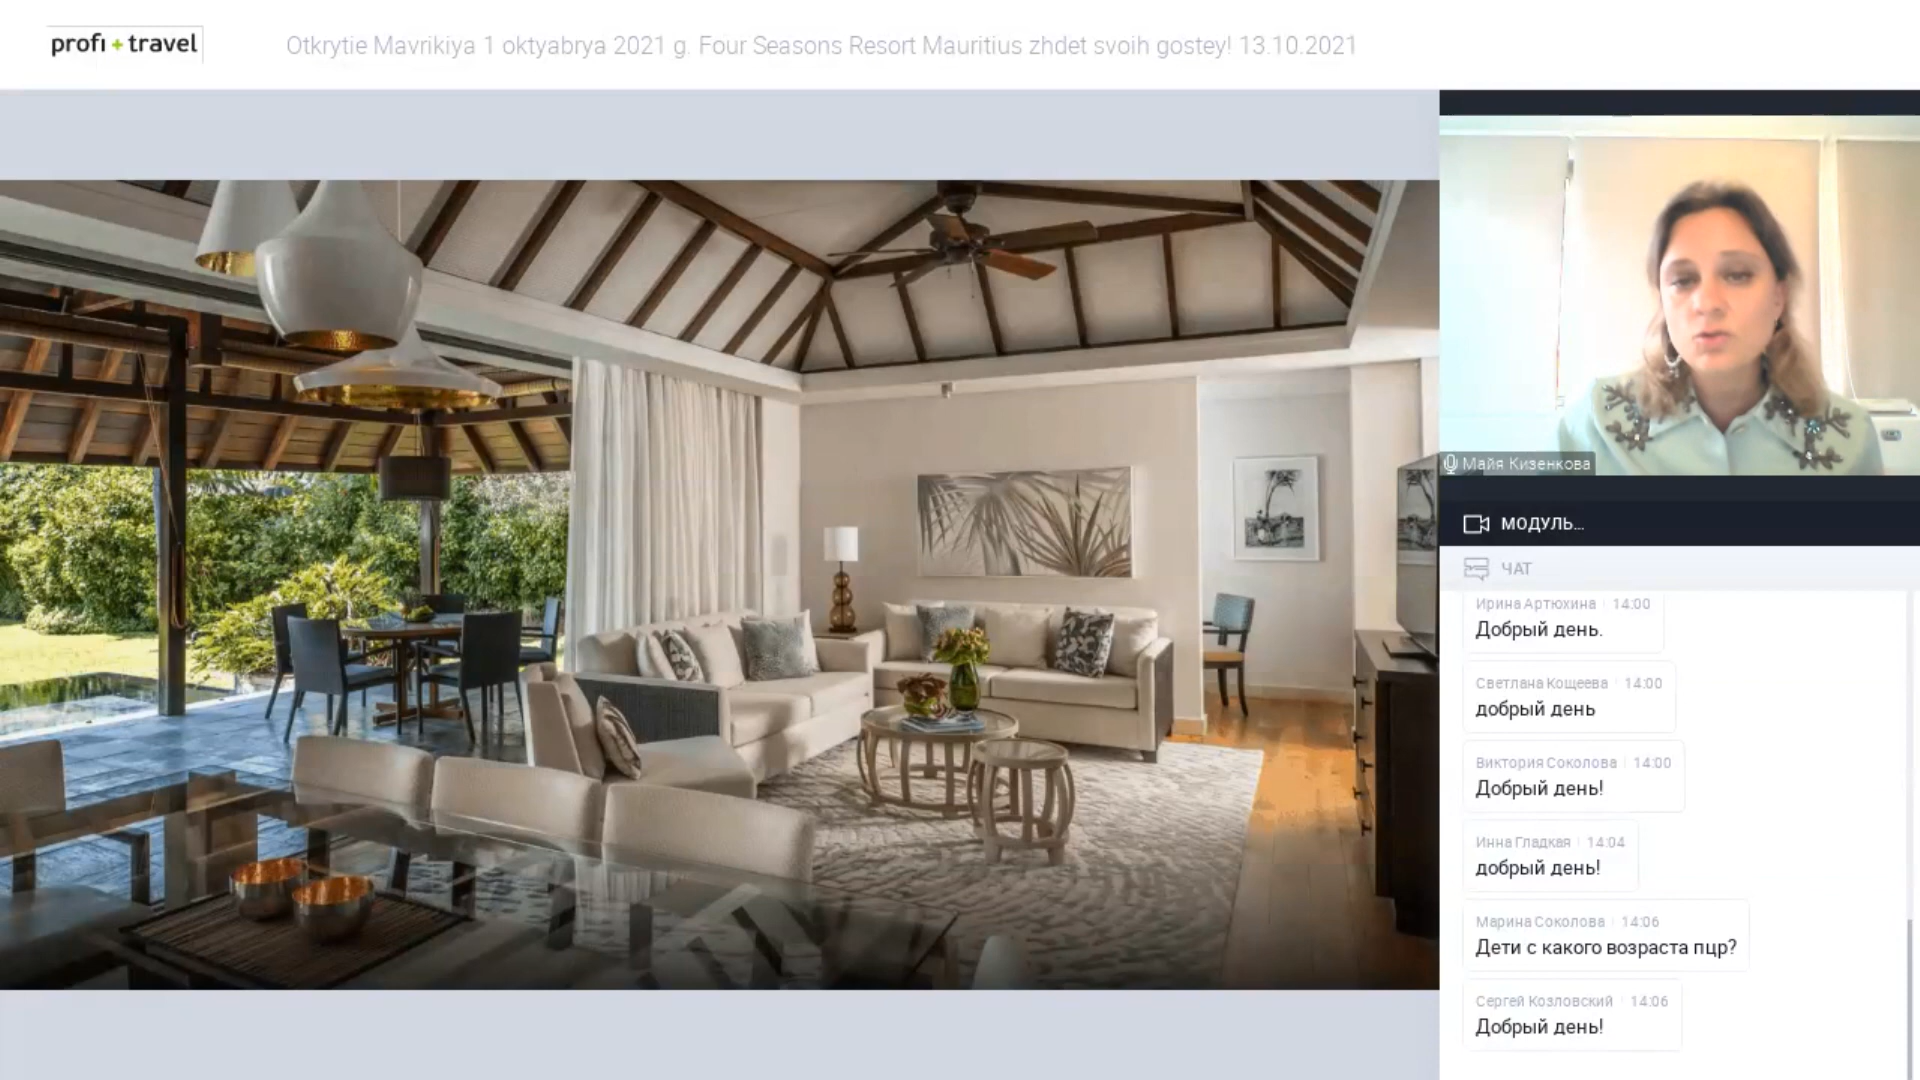 profi + travel
Otkrytie Mavrikiya 1 oktyabrya 2021 g. Four Seasons Resort Mauritius zhdet svoih gostey! 13.10.2021
Майя Кизенкова
МОДУЛЬ...
ЧАТ
Ирина Артюхина 14:00
Добрый день.
Светлана Кощеева 14:00
добрый день
Виктория Соколова 14:00
Добрый день!
Инна Гладкая 14:04
добрый день!
Марина Соколова 14:06
Дети с какого возраста пцр?
Сергей Козловский 14:06
Добрый день!